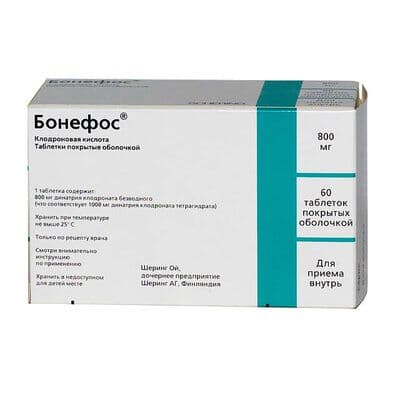 Бонефос®
Клодроновая кислота
Таблетки покрытые оболочкой
1 таблетка содержит:
800 мг динатрия клодроната безводного
(что соответствует 1000 мг динатрия клодроната тетрагидрата)
Хранить при температуре
не выше 25° С
Только по рецепту врача
Смотри внимательно
инструкцию
по применению
Хранить в недоступном
для детей месте
Шеринг Ой,
дочернее предприятие
Шеринг АГ, Финляндия
800
мг
60
таблеток
покрытых
оболочкой
Для
приема
внутрь